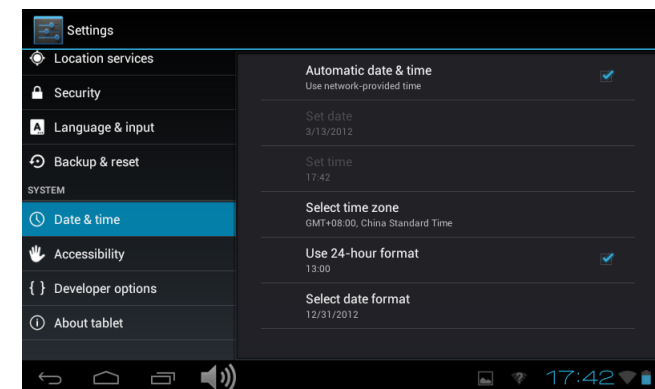 Settings
Location services
Security
Language & input
Backup & reset
SYSTEM
Date & time
Accessibility
Developer options
About tablet
Automatic date & time
Use network-provided time
Set date
3/13/2012
Set time
17:42
Select time zone
GMT+08:00, China Standard Time
Use 24-hour format
13:00
Select date format
12/31/2012
17:42